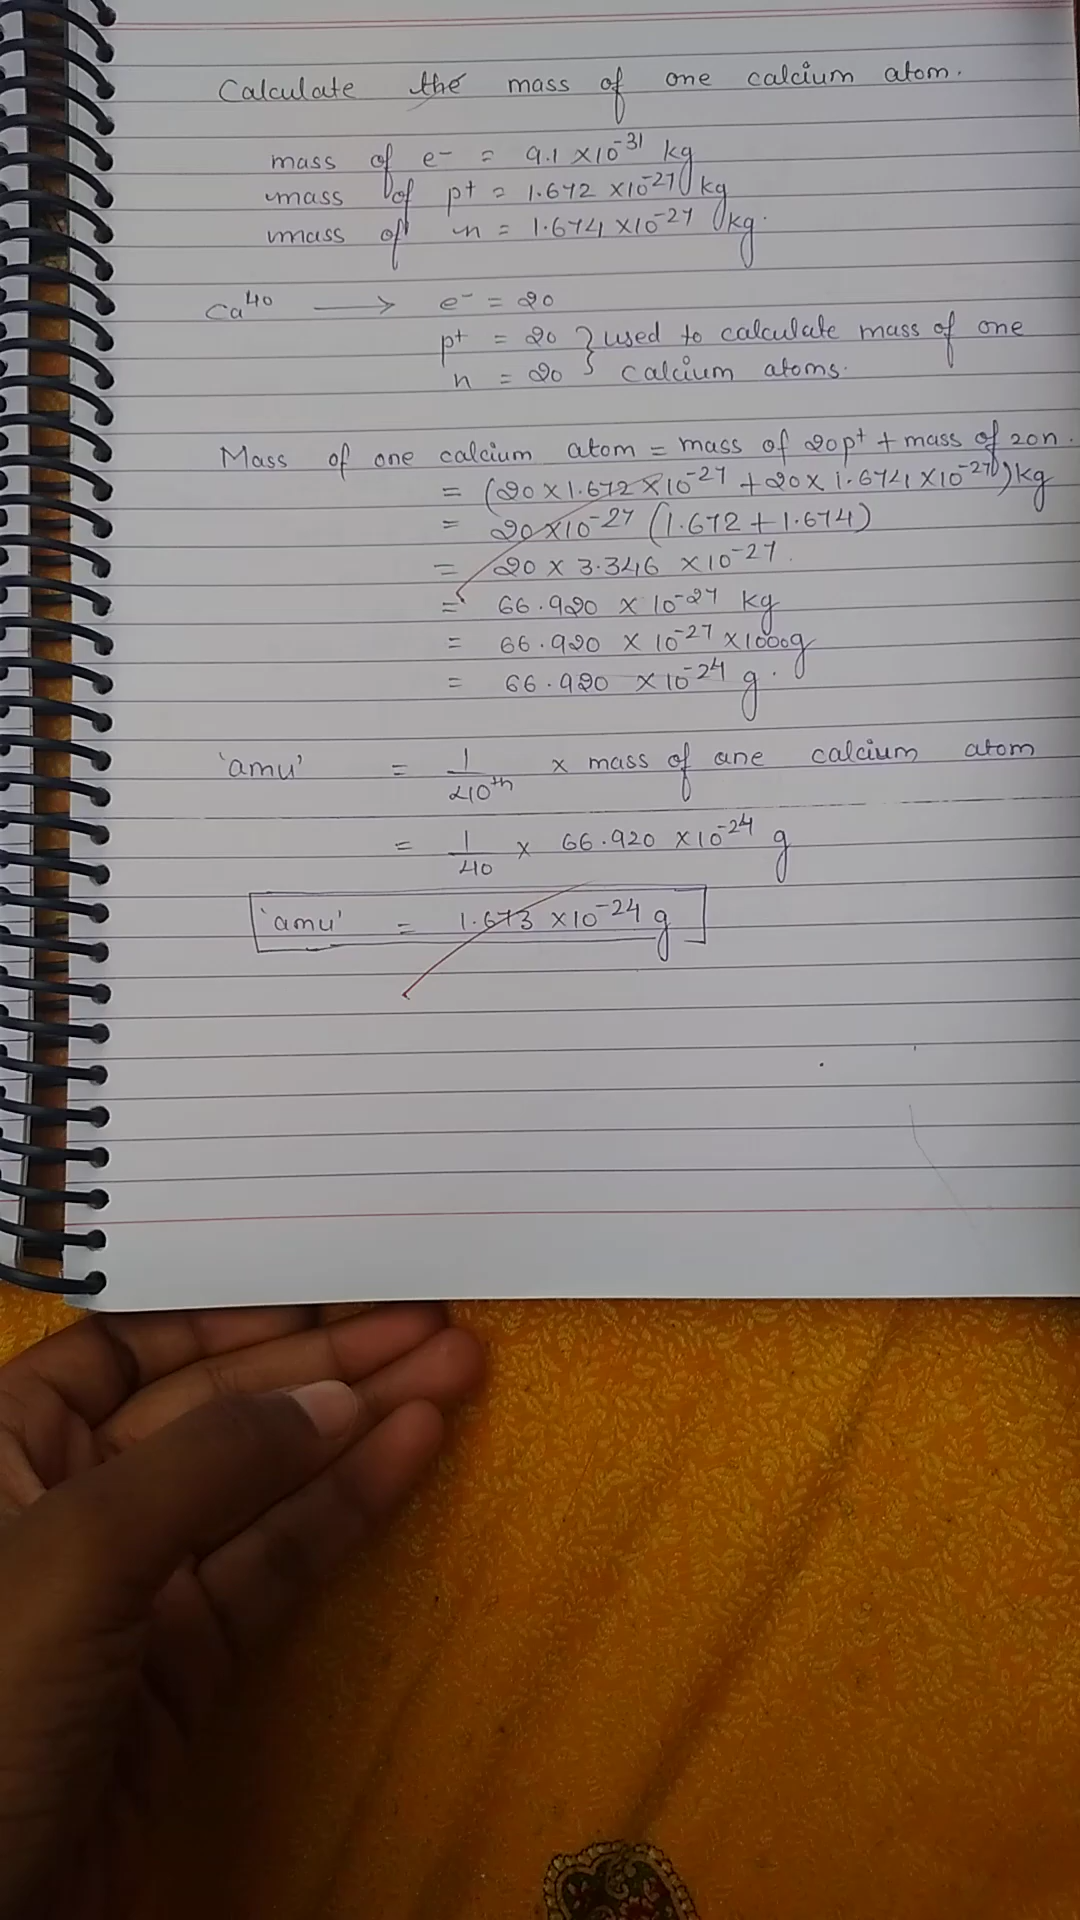 Calculate the mass of one calcium atom.
mass of e⁻ = 9.1 x10⁻³¹ kg
mass of p⁺ = 1.672 x10⁻²⁷ kg
mass of n = 1.674 x10⁻²⁷ kg.
Ca⁴⁰ → e⁻ = 20
p⁺ = 20 } used to calculate mass of one
n = 20 } calcium atoms.
Mass of one calcium atom = mass of 20p⁺ + mass of 20n.
= (20 x 1.672 x 10⁻²⁷ + 20 x 1.674 x10⁻²⁷) kg
= 20 x10⁻²⁷ (1.672 + 1.674)
= 20 x 3.346 x 10⁻²⁷.
= 66.920 x 10⁻²⁷ kg
= 66.920 x 10⁻²⁷ x1000g
= 66.920 x10⁻²⁴ g.
'amu' = 1/40ᵗʰ x mass of one calcium atom
= 1/40 x 66.920 x10⁻²⁴ g
'amu' = 1.673 x10⁻²⁴ g